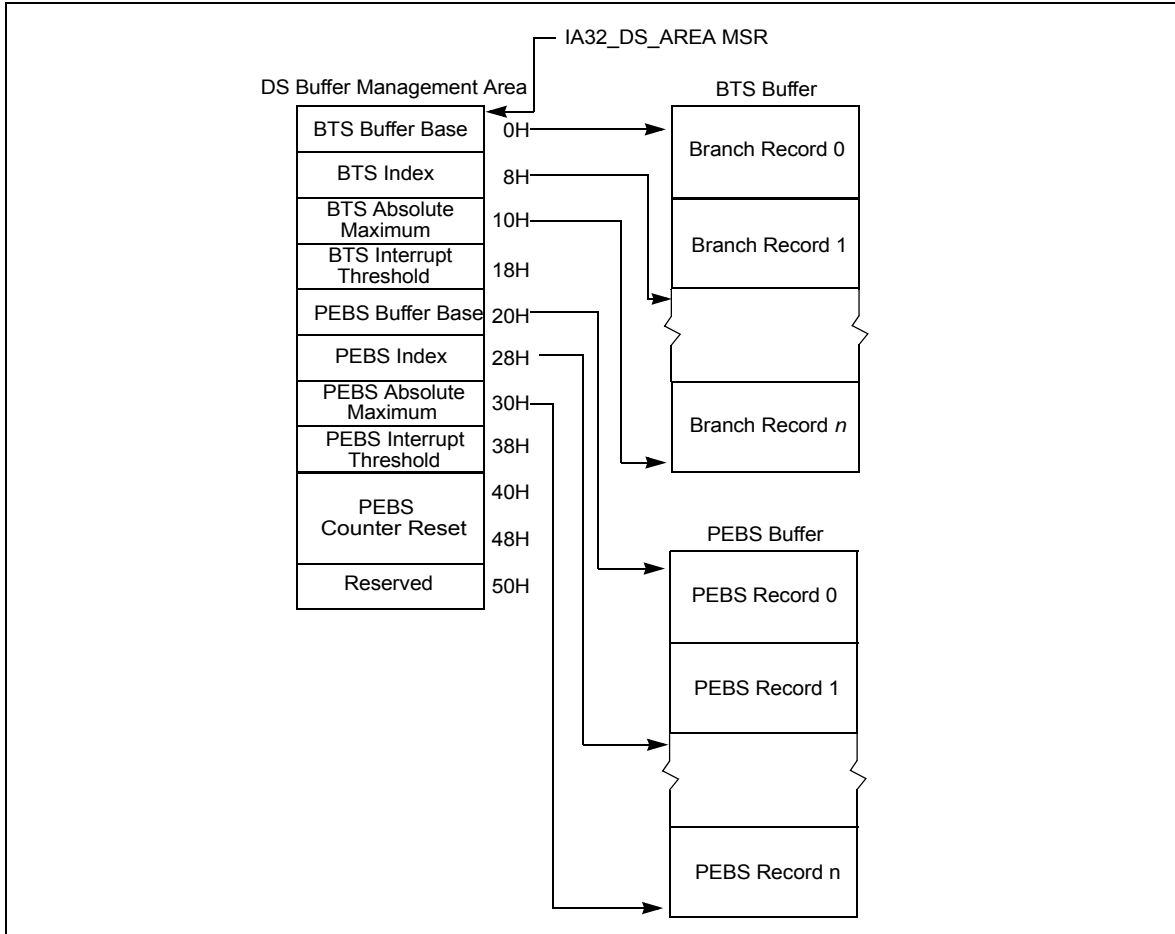 IA32_DS_AREA MSR
DS Buffer Management Area
BTS Buffer Base 0H
BTS Index 8H
BTS Absolute
Maximum 10H
BTS Interrupt
Threshold 18H
PEBS Buffer Base 20H
PEBS Index 28H
PEBS Absolute
Maximum 30H
PEBS Interrupt
Threshold 38H
40H
PEBS
Counter Reset
48H
Reserved 50H
BTS Buffer
Branch Record 0
Branch Record 1
Branch Record n
PEBS Buffer
PEBS Record 0
PEBS Record 1
PEBS Record n